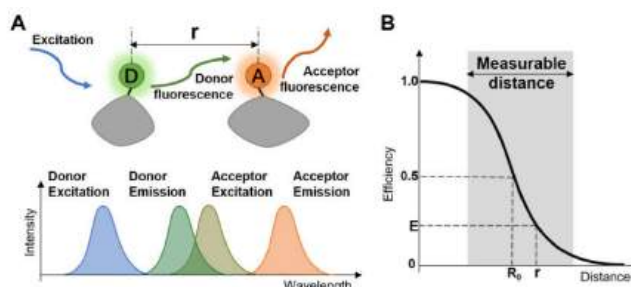 A
Excitation
r
D
A
Donor
fluorescence
Acceptor
fluorescence
Donor
Excitation
Donor
Emission
Acceptor
Excitation
Acceptor
Emission
Intensity
Wavelength
B
Measurable
distance
1.0
0.5
E
0
Efficiency
R₀
r
Distance